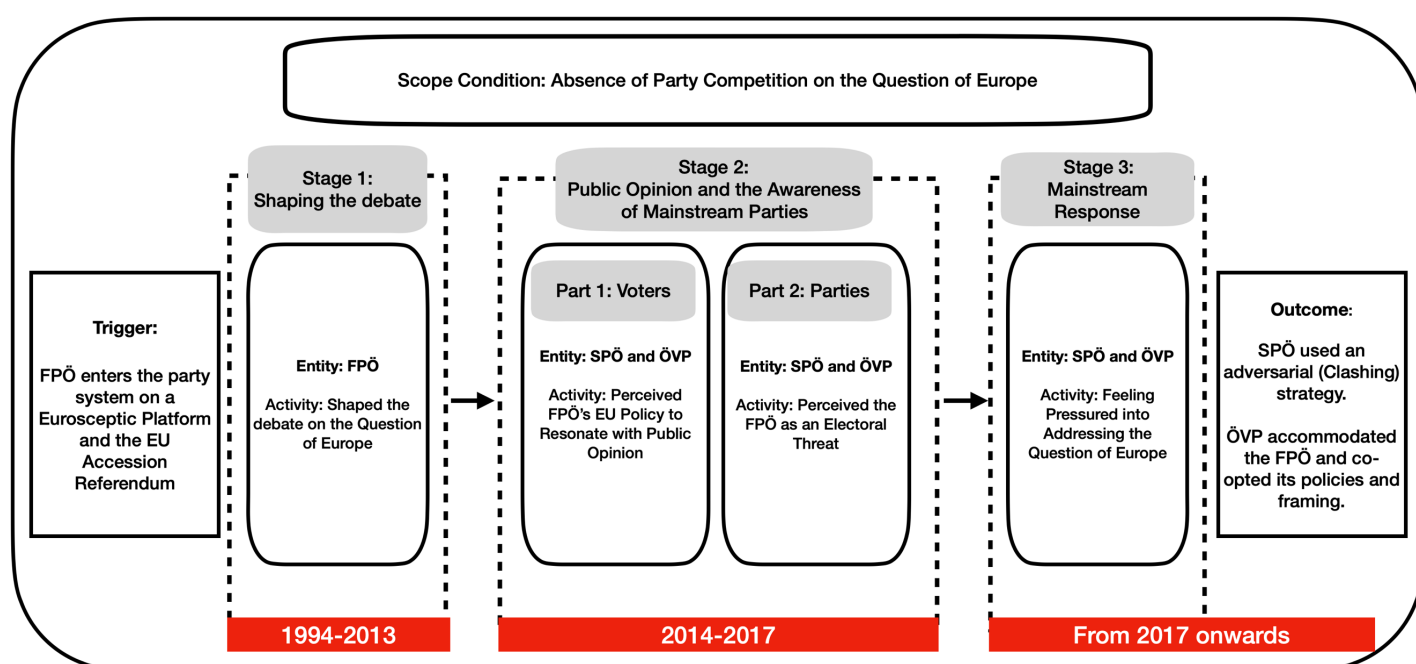 Scope Condition: Absence of Party Competition on the Question of Europe
Stage 1:
Shaping the debate
Stage 2:
Public Opinion and the Awareness
of Mainstream Parties
Stage 3:
Mainstream
Response
Trigger:
FPÖ enters the party
system on a
Eurosceptic Platform
and the EU
Accession
Referendum
Entity: FPÖ
Activity: Shaped the
debate on the Question
of Europe
Part 1: Voters
Entity: SPÖ and ÖVP
Activity: Perceived
FPÖ's EU Policy to
Resonate with Public
Opinion
Part 2: Parties
Entity: SPÖ and ÖVP
Activity: Perceived the
FPÖ as an Electoral
Threat
Entity: SPÖ and ÖVP
Activity: Feeling
Pressured into
Addressing the
Question of Europe
Outcome:
SPÖ used an
adversarial (Clashing)
strategy.
ÖVP accommodated
the FPÖ and co-
opted its policies and
framing.
1994-2013
2014-2017
From 2017 onwards